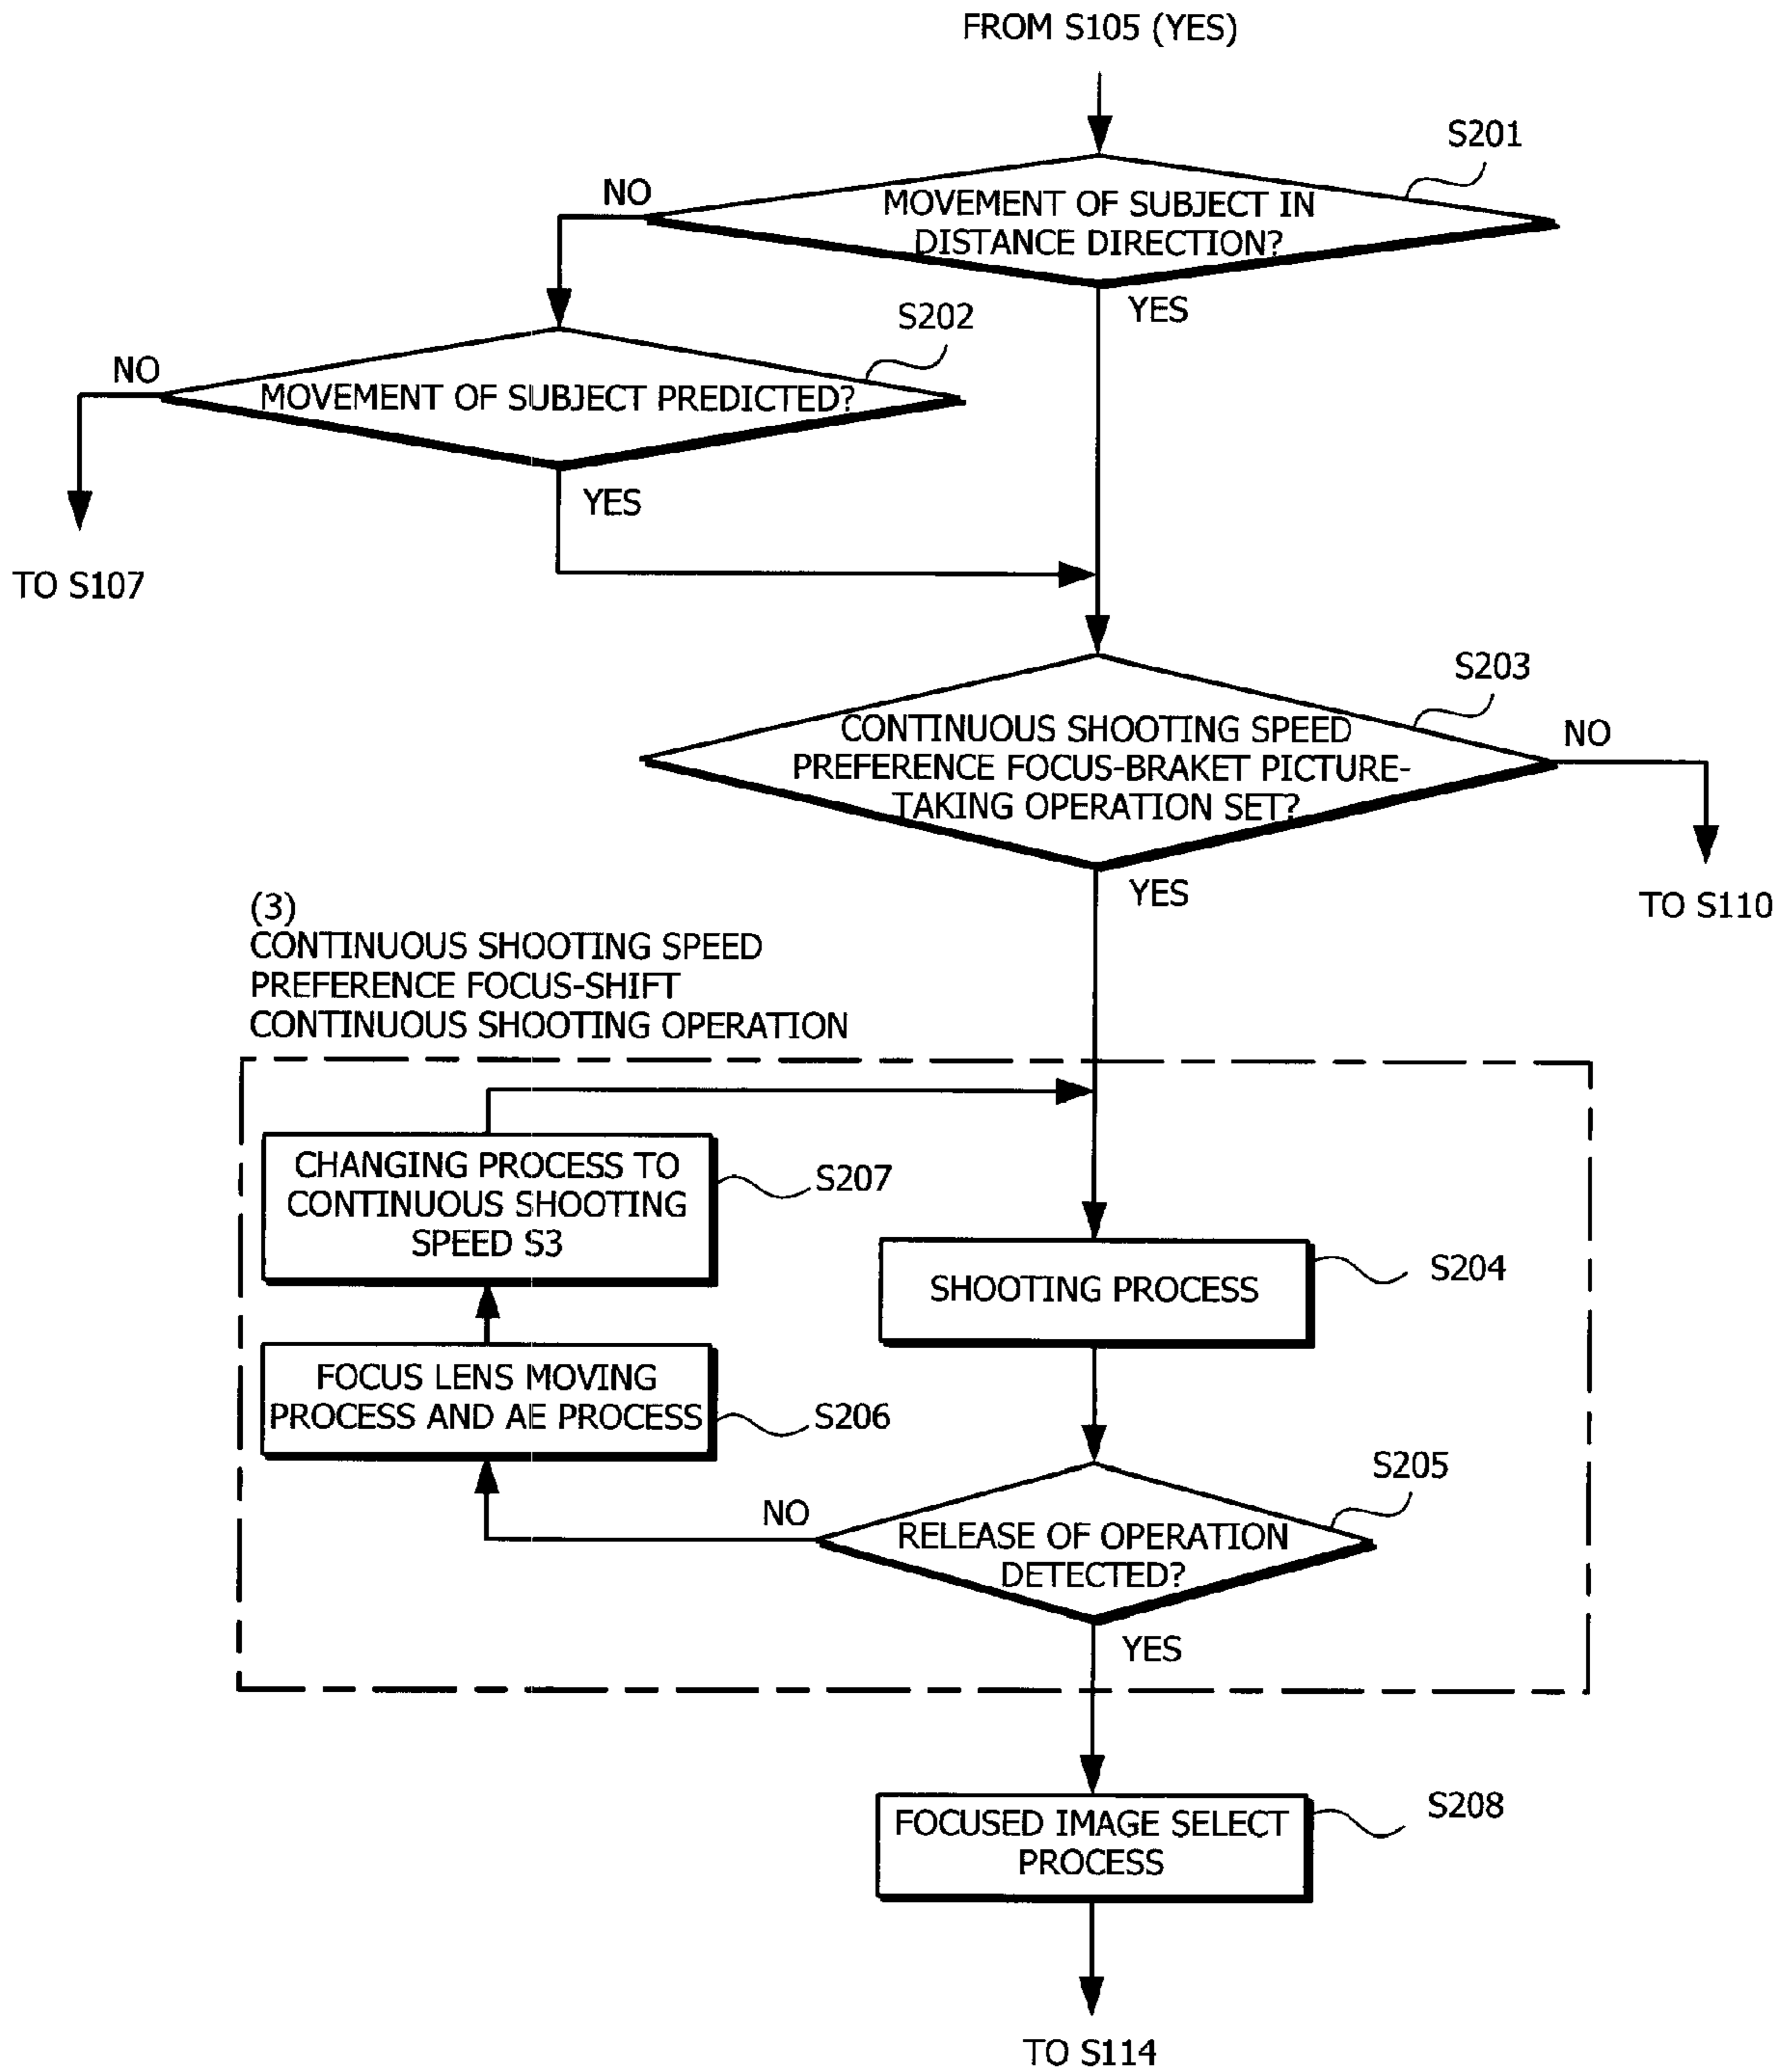 FROM S105 (YES)
S201
NO
MOVEMENT OF SUBJECT IN
DISTANCE DIRECTION?
YES
S202
NO
MOVEMENT OF SUBJECT PREDICTED?
YES
TO S107
S203
CONTINUOUS SHOOTING SPEED
PREFERENCE FOCUS-BRAKET PICTURE-
TAKING OPERATION SET?
NO
YES
TO S110
(3)
CONTINUOUS SHOOTING SPEED
PREFERENCE FOCUS-SHIFT
CONTINUOUS SHOOTING OPERATION
CHANGING PROCESS TO
CONTINUOUS SHOOTING
SPEED S3
S207
SHOOTING PROCESS
S204
FOCUS LENS MOVING
PROCESS AND AE PROCESS
S206
S205
NO
RELEASE OF OPERATION
DETECTED?
YES
FOCUSED IMAGE SELECT
PROCESS
S208
TO S114